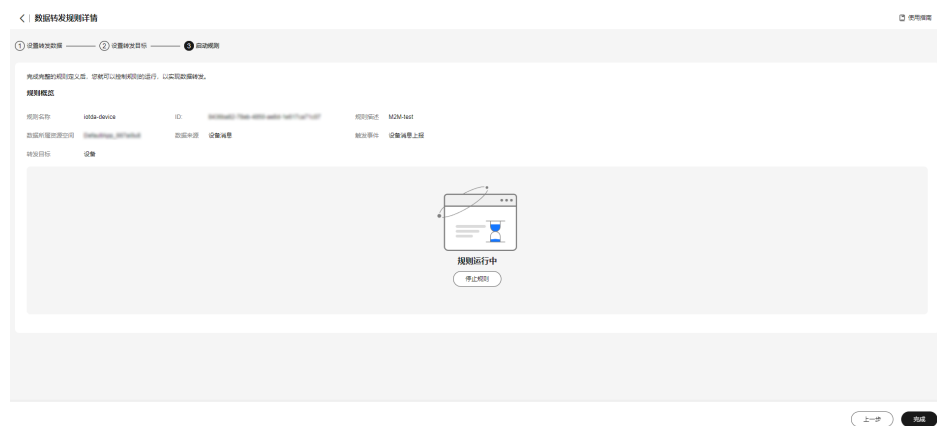 数据转发规则详情
使用指南
1 设置转发数据 2 设置转发目标 3 启动规则
完成完整的规则定义后，您就可以控制规则的运行，以实现数据转发。
规则概览
规则名称 iotda-device ID 规则描述 M2M-test
数据所属资源空间 数据来源 设备消息 触发事件 设备消息上报
转发目标 设备
规则运行中
停止规则
上一步 完成